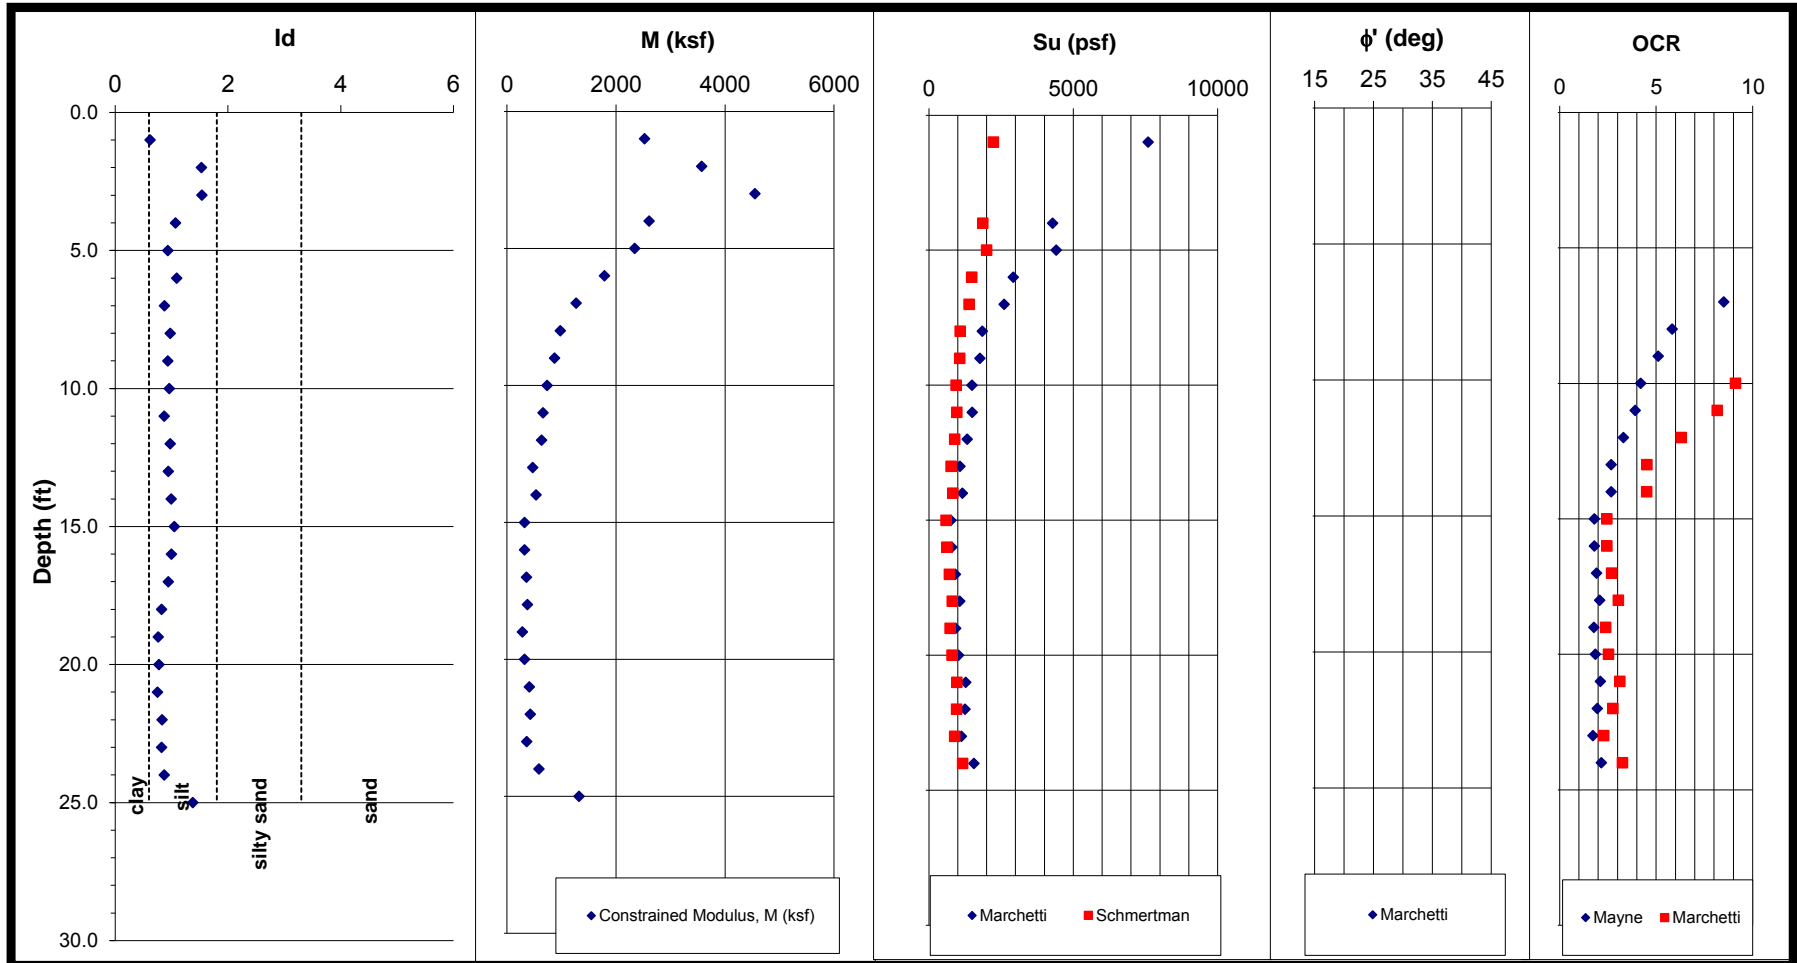 Id
M (ksf)
Su (psf)
ϕ' (deg)
OCR
0 2 4 6
0 2000 4000 6000
0 5000 10000
15 25 35 45
0 5 10
0.0
5.0
10.0
15.0
20.0
25.0
30.0
Depth (ft)
clay
silt
silty sand
sand
Constrained Modulus, M (ksf)
Marchetti Schmertman
Marchetti
Mayne Marchetti